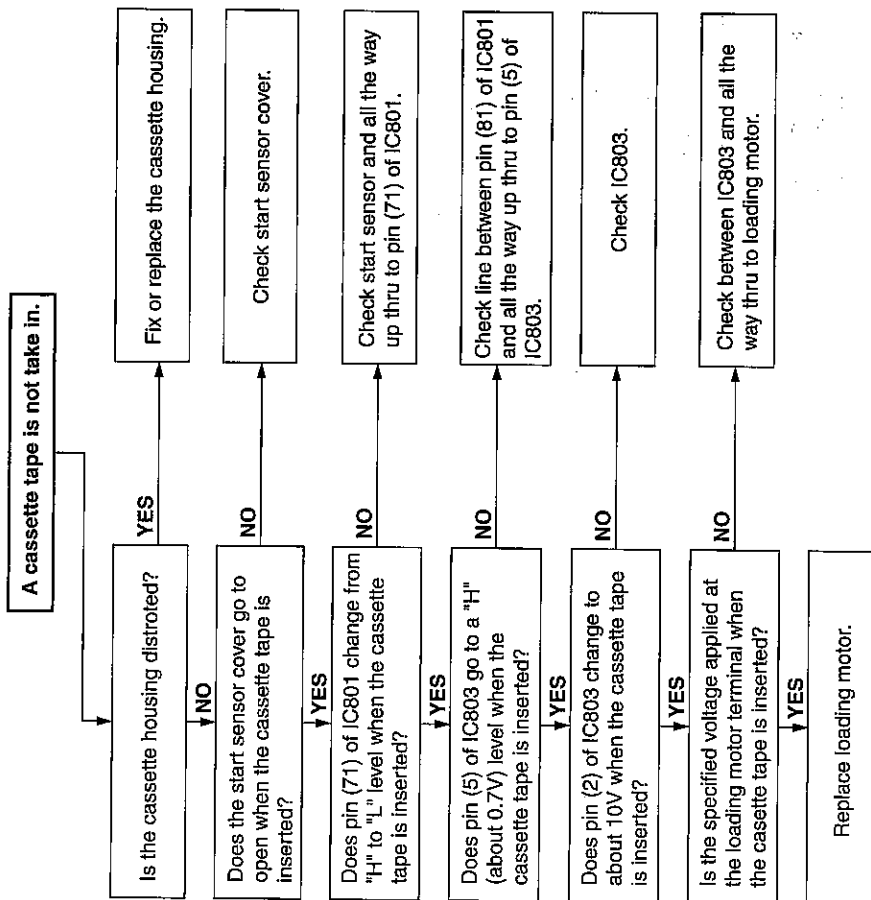 A cassette tape is not take in.
Is the cassette housing distroted?
YES
Fix or replace the cassette housing.
NO
Does the start sensor cover go to
open when the cassette tape is
inserted?
NO
Check start sensor cover.
YES
Does pin (71) of IC801 change from
"H" to "L" level when the cassette
tape is inserted?
NO
Check start sensor and all the way
up thru to pin (71) of IC801.
YES
Does pin (5) of IC803 go to a "H"
(about 0.7V) level when the
cassette tape is inserted?
NO
Check line between pin (81) of IC801
and all the way up thru to pin (5) of
IC803.
YES
Does pin (2) of IC803 change to
about 10V when the cassette tape
is inserted?
NO
Check IC803.
YES
Is the specified voltage applied at
the loading motor terminal when
the casette tape is inserted?
NO
Check between IC803 and all the
way thru to loading motor.
YES
Replace loading motor.